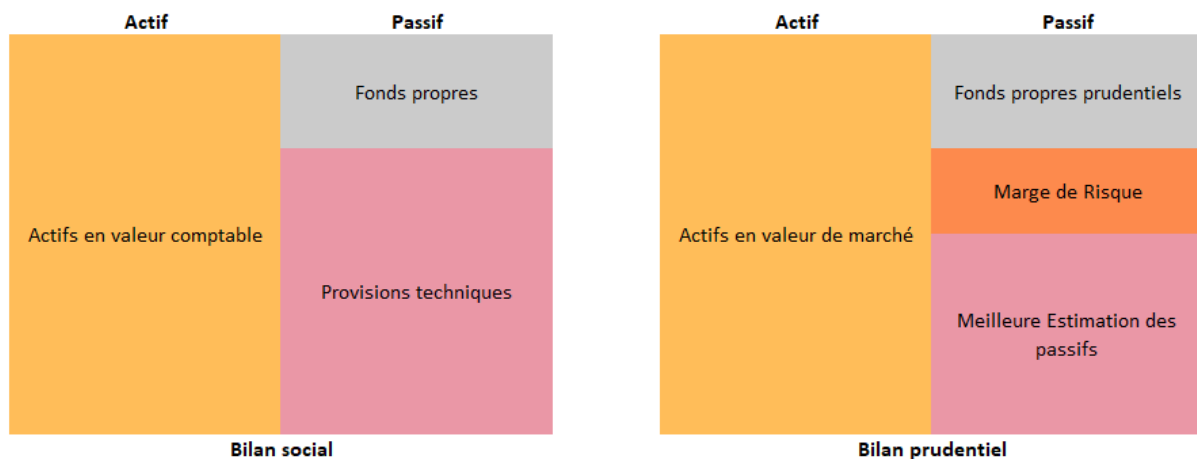 Actif
Passif
Fonds propres
Actifs en valeur comptable
Provisions techniques
Bilan social
Actif
Passif
Fonds propres prudentiels
Marge de Risque
Actifs en valeur de marché
Meilleure Estimation des
passifs
Bilan prudentiel